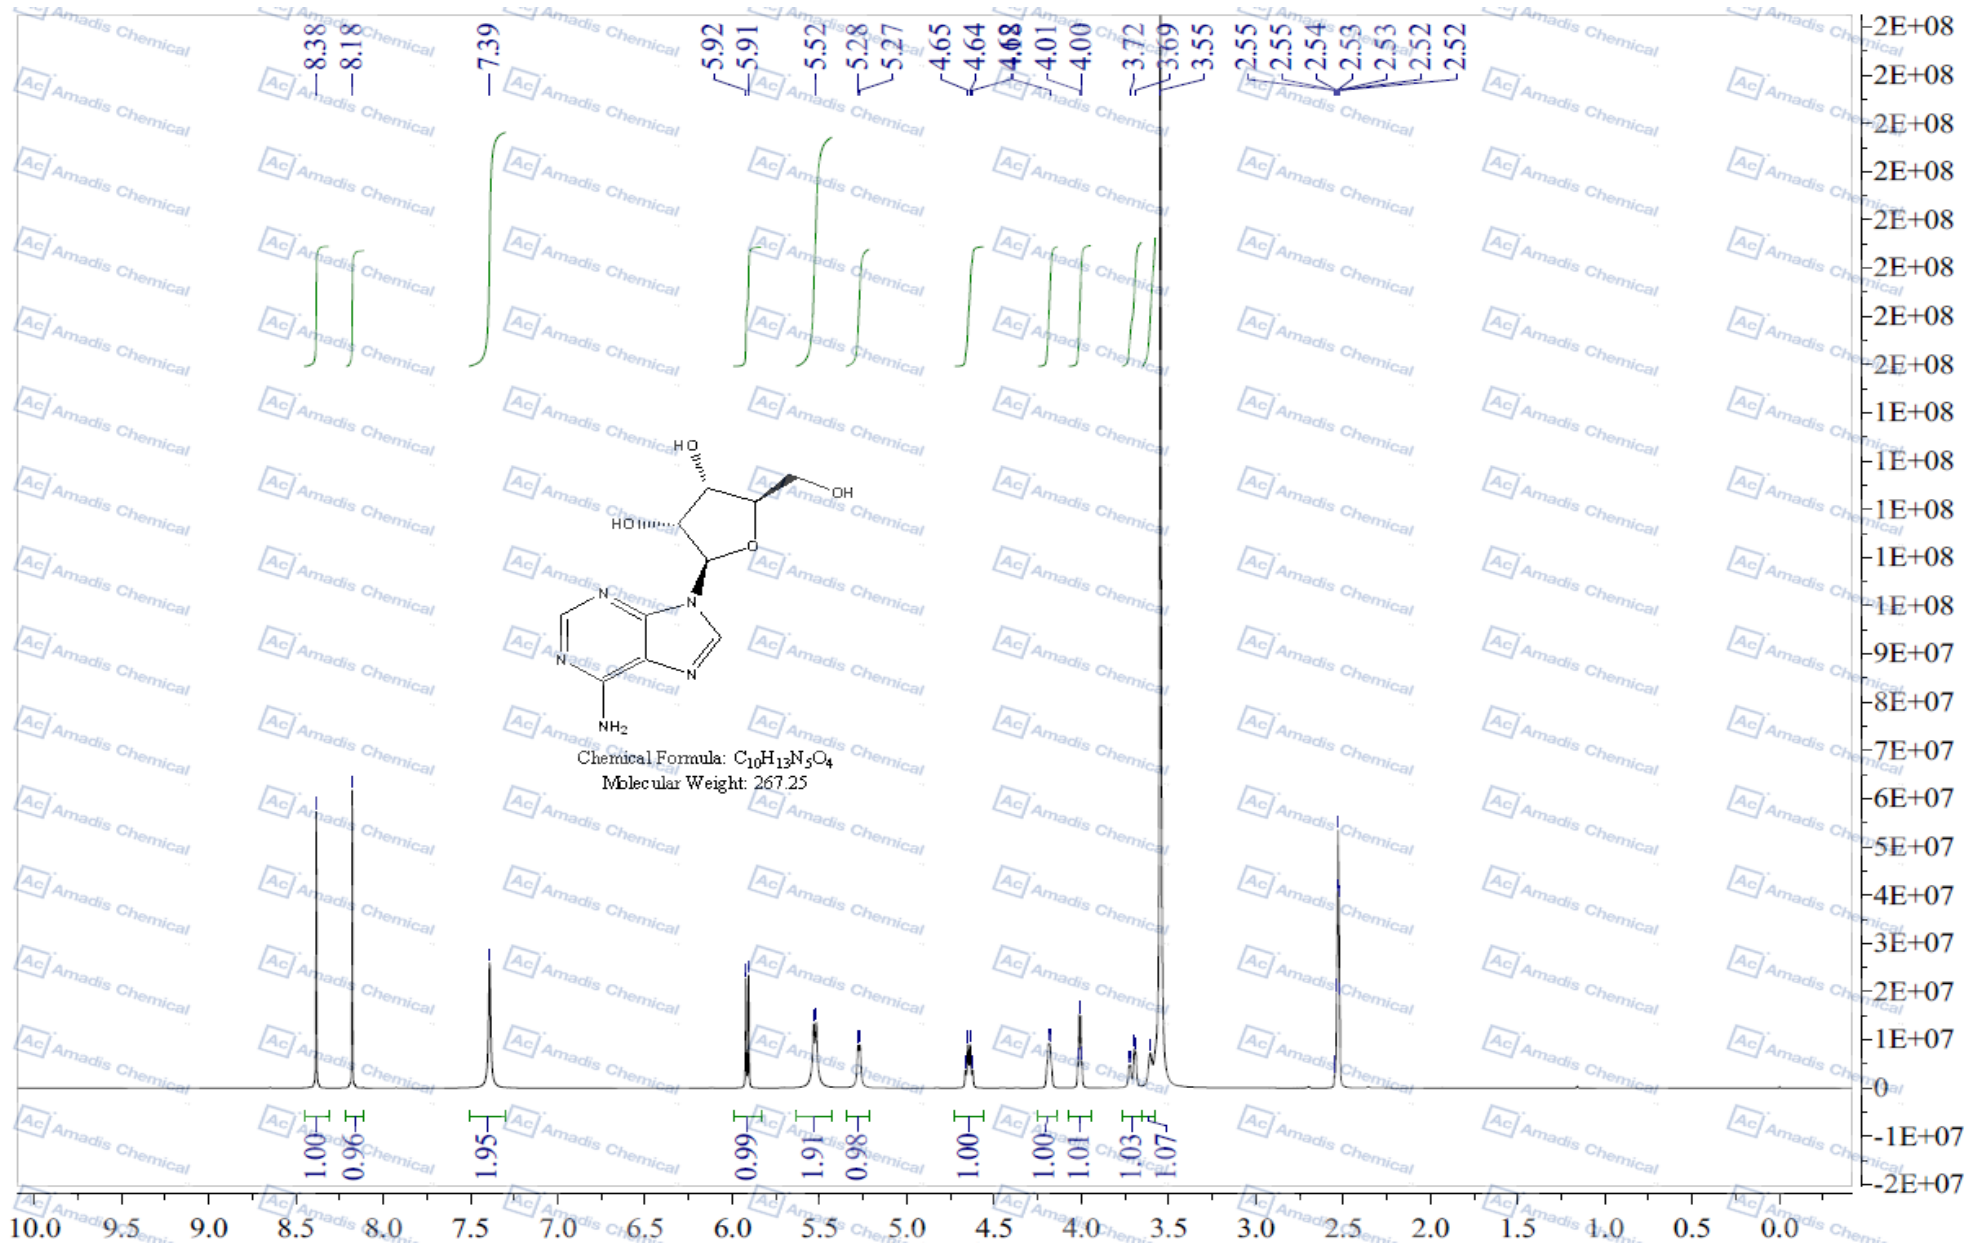 8.38
8.18
7.39
5.92
5.91
5.52
5.28
5.27
4.65
4.64
4.01
4.00
3.72
3.69
3.55
2.55
2.55
2.54
2.53
2.53
2.52
2.52
2E+08
2E+08
2E+08
2E+08
2E+08
2E+08
2E+08
2E+08
1E+08
1E+08
1E+08
1E+08
1E+08
9E+07
8E+07
7E+07
6E+07
5E+07
4E+07
3E+07
2E+07
1E+07
0
-1E+07
-2E+07
HO
OH
HO
O
N
N
N
N
NH2
Chemical Formula: C10H13N5O4
Molecular Weight: 267.25
1.00
0.96
1.95
0.99
1.91
0.98
1.00
1.00
1.01
1.03
1.07
10.0 9.5 9.0 8.5 8.0 7.5 7.0 6.5 6.0 5.5 5.0 4.5 4.0 3.5 3.0 2.5 2.0 1.5 1.0 0.5 0.0
Ac Amadis Chemical